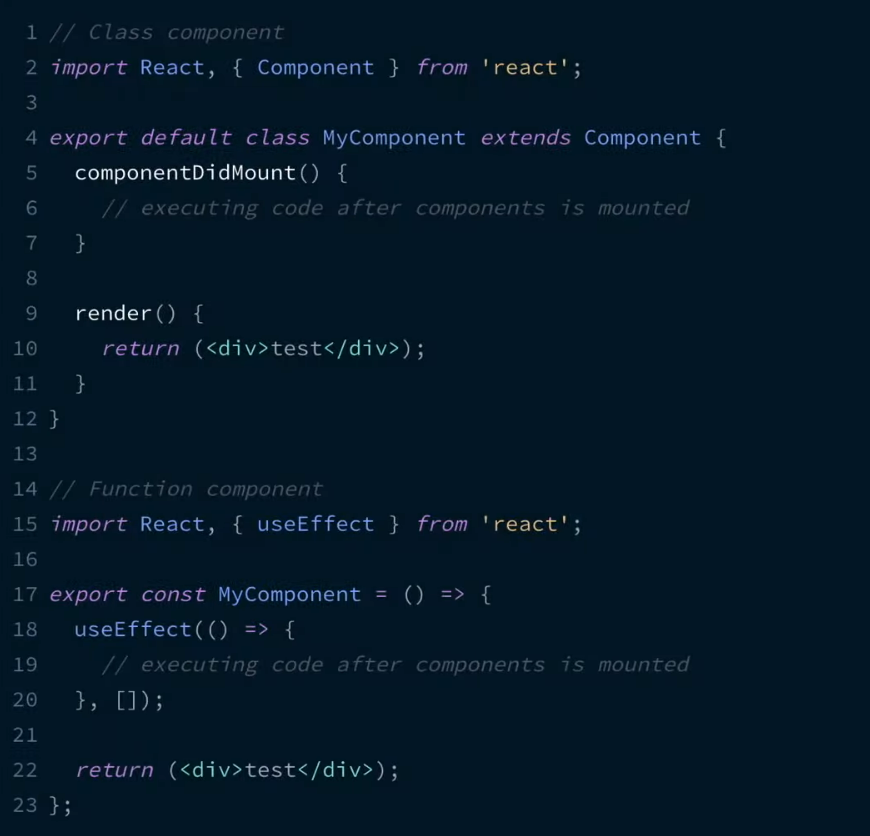 1 // Class component
2 import React, { Component } from 'react';
3
4 export default class MyComponent extends Component {
5   componentDidMount() {
6     // executing code after components is mounted
7   }
8
9   render() {
10     return (<div>test</div>);
11   }
12 }
13
14 // Function component
15 import React, { useEffect } from 'react';
16
17 export const MyComponent = () => {
18   useEffect(() => {
19     // executing code after components is mounted
20   }, []);
21
22   return (<div>test</div>);
23 };